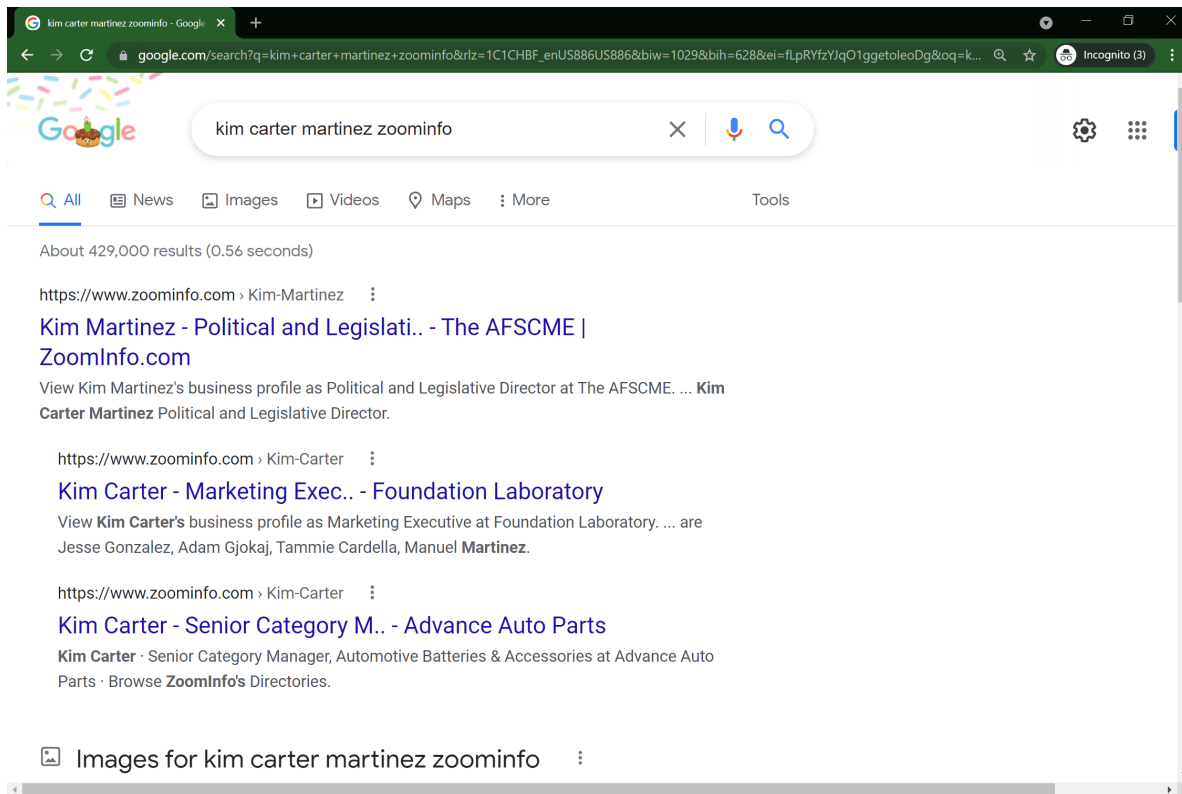 kim carter martinez zoominfo - Google
Incognito (3)
google.com/search?q=kim+carter+martinez+zoominfo&rlz=1C1CHBF_enUS886US886&biw=1029&bih=628&ei=fLpRYfzYJqO1ggetoIeoDg&oq=k...
Google
kim carter martinez zoominfo
All News Images Videos Maps More Tools
About 429,000 results (0.56 seconds)
https://www.zoominfo.com › Kim-Martinez
Kim Martinez - Political and Legislati.. - The AFSCME |
ZoomInfo.com
View Kim Martinez's business profile as Political and Legislative Director at The AFSCME. ... Kim
Carter Martinez Political and Legislative Director.
https://www.zoominfo.com › Kim-Carter
Kim Carter - Marketing Exec.. - Foundation Laboratory
View Kim Carter's business profile as Marketing Executive at Foundation Laboratory. ... are
Jesse Gonzalez, Adam Gjokaj, Tammie Cardella, Manuel Martinez.
https://www.zoominfo.com › Kim-Carter
Kim Carter - Senior Category M.. - Advance Auto Parts
Kim Carter · Senior Category Manager, Automotive Batteries & Accessories at Advance Auto
Parts · Browse ZoomInfo's Directories.
Images for kim carter martinez zoominfo